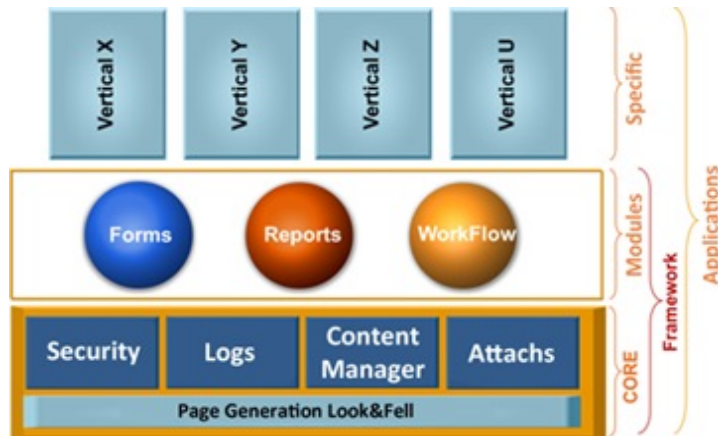 Vertical X
Vertical Y
Vertical Z
Vertical U
Specific
Forms
Reports
WorkFlow
Modules
Framework
Applications
Security
Logs
Content
Manager
Attachs
CORE
Page Generation Look&Fell